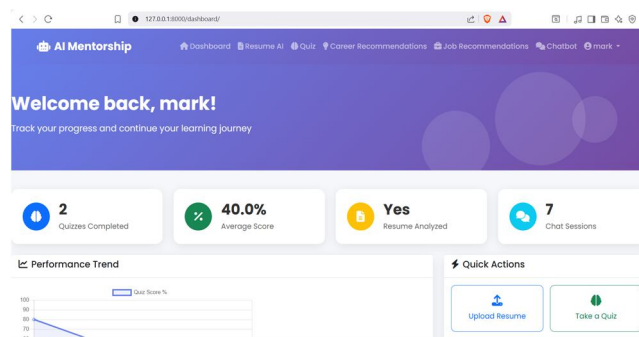 127.0.0.1:8000/dashboard/
AI Mentorship
Dashboard Resume AI Quiz Career Recommendations Job Recommendations Chatbot mark
Welcome back, mark!
Track your progress and continue your learning journey
2
Quizzes Completed
40.0%
Average Score
Yes
Resume Analyzed
7
Chat Sessions
Performance Trend
Quiz Score %
100
90
80
70
Quick Actions
Upload Resume
Take a Quiz